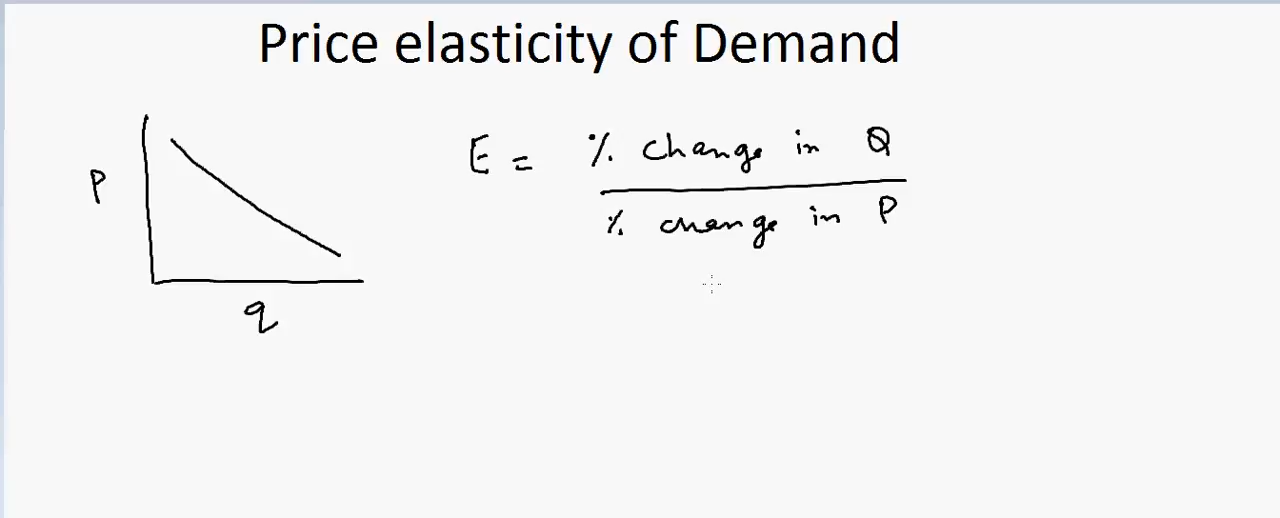 Price elasticity of Demand
P
q
E = % change in Q
% change in P